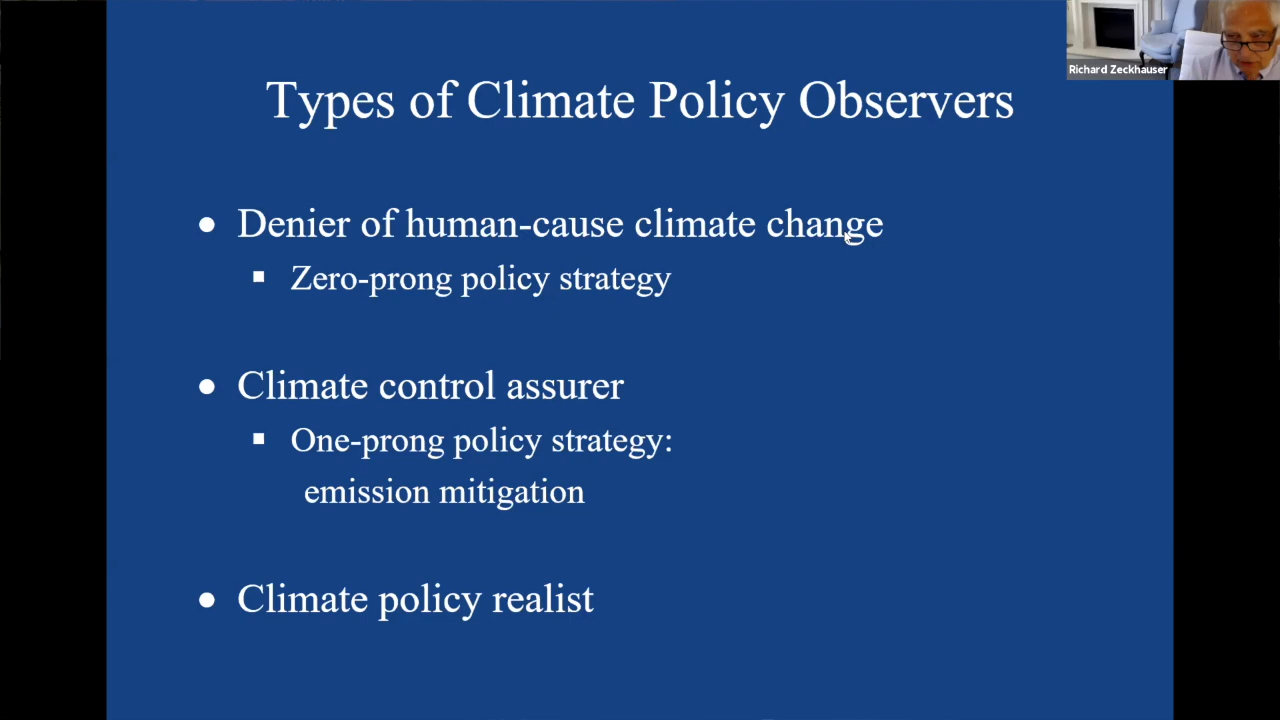 Richard Zeckhauser
Types of Climate Policy Observers
• Denier of human-cause climate change
▪ Zero-prong policy strategy
• Climate control assurer
▪ One-prong policy strategy:
emission mitigation
• Climate policy realist